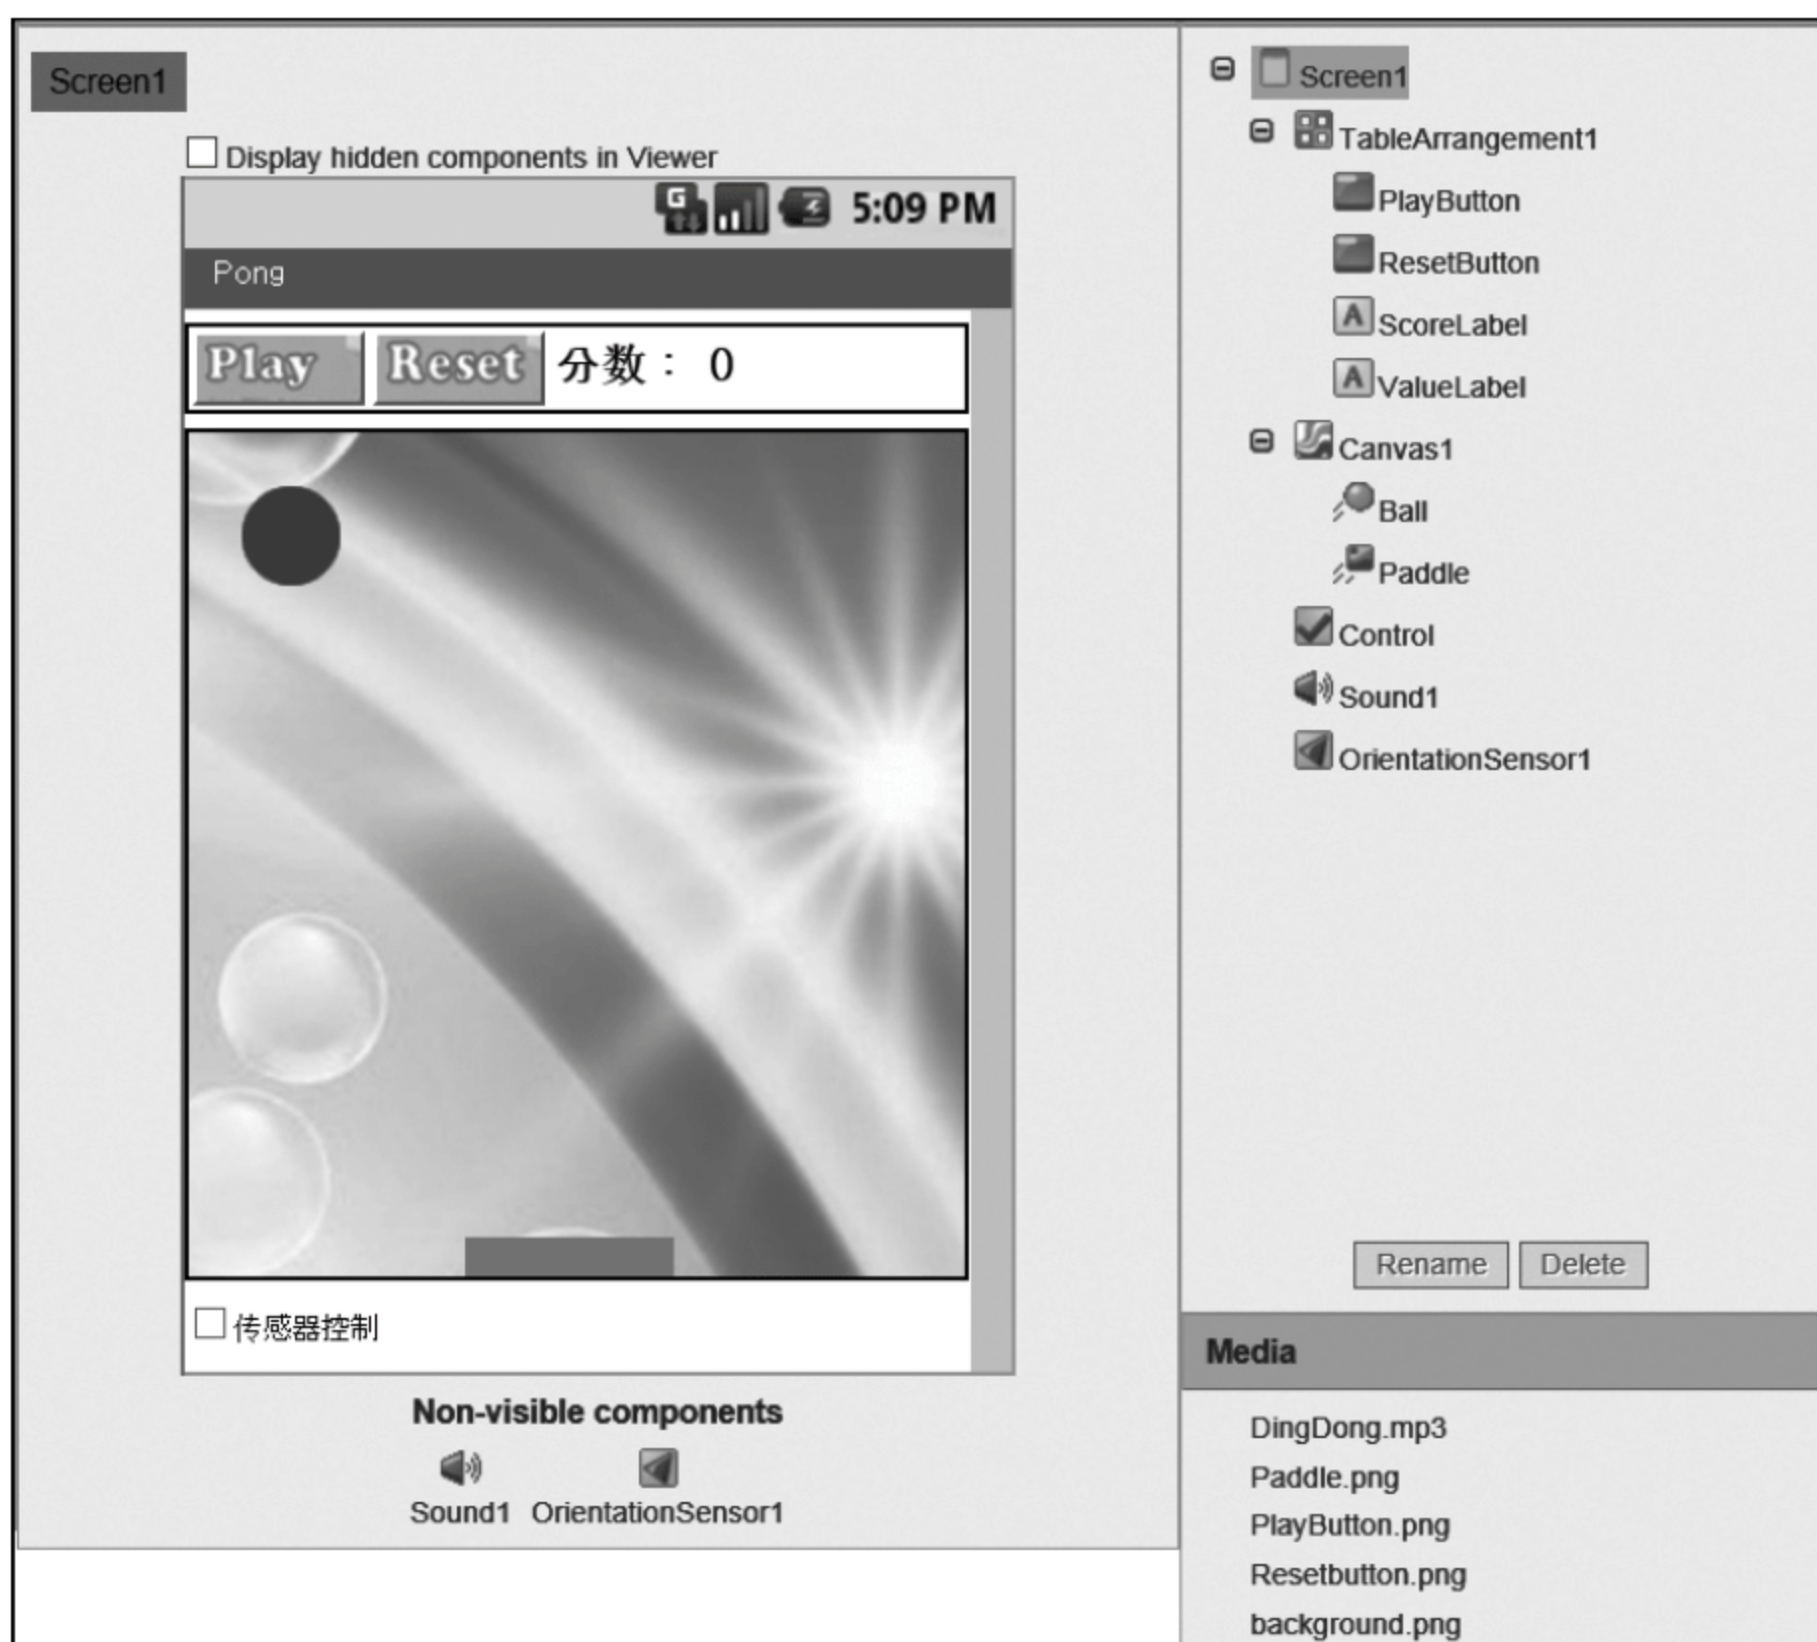 Screen1
Display hidden components in Viewer
5:09 PM
Pong
Play Reset 分数： 0
传感器控制
Non-visible components
Sound1 OrientationSensor1
Screen1
TableArrangement1
PlayButton
ResetButton
ScoreLabel
ValueLabel
Canvas1
Ball
Paddle
Control
Sound1
OrientationSensor1
Rename Delete
Media
DingDong.mp3
Paddle.png
PlayButton.png
Resetbutton.png
background.png